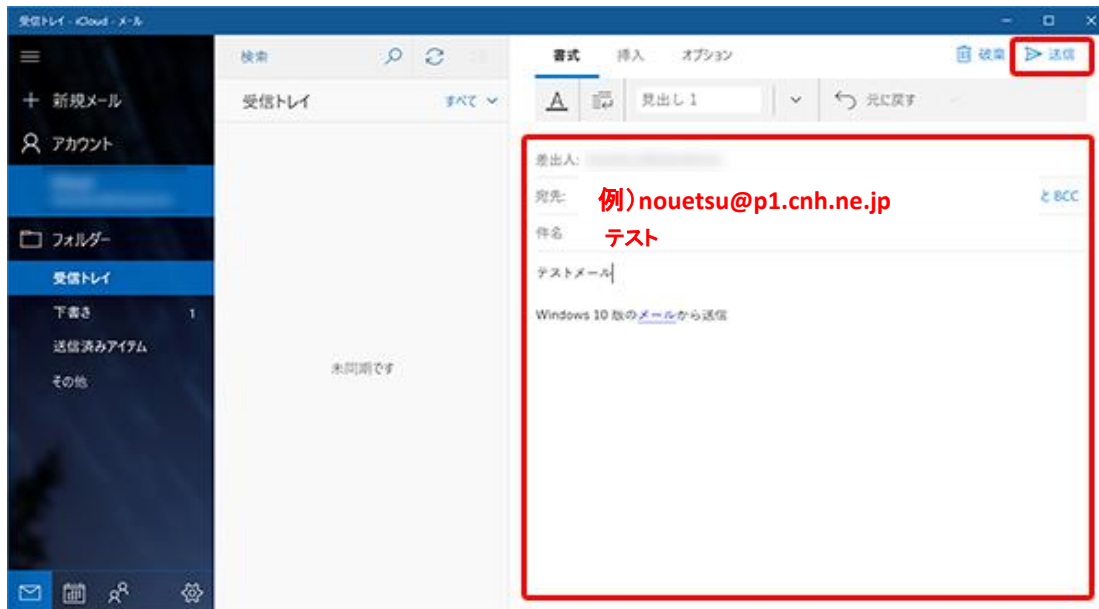 受信トレイ - iCloud - メール
検索
書式 挿入 オプション
破棄 送信
新規メール
受信トレイ すべて
見出し 1
元に戻す
アカウント
差出人:
宛先: 例）nouetsu@p1.cnh.ne.jp と BCC
件名 テスト
フォルダー
受信トレイ
テストメール
下書き 1
Windows 10 版のメールから送信
送信済みアイテム
未同期です
その他